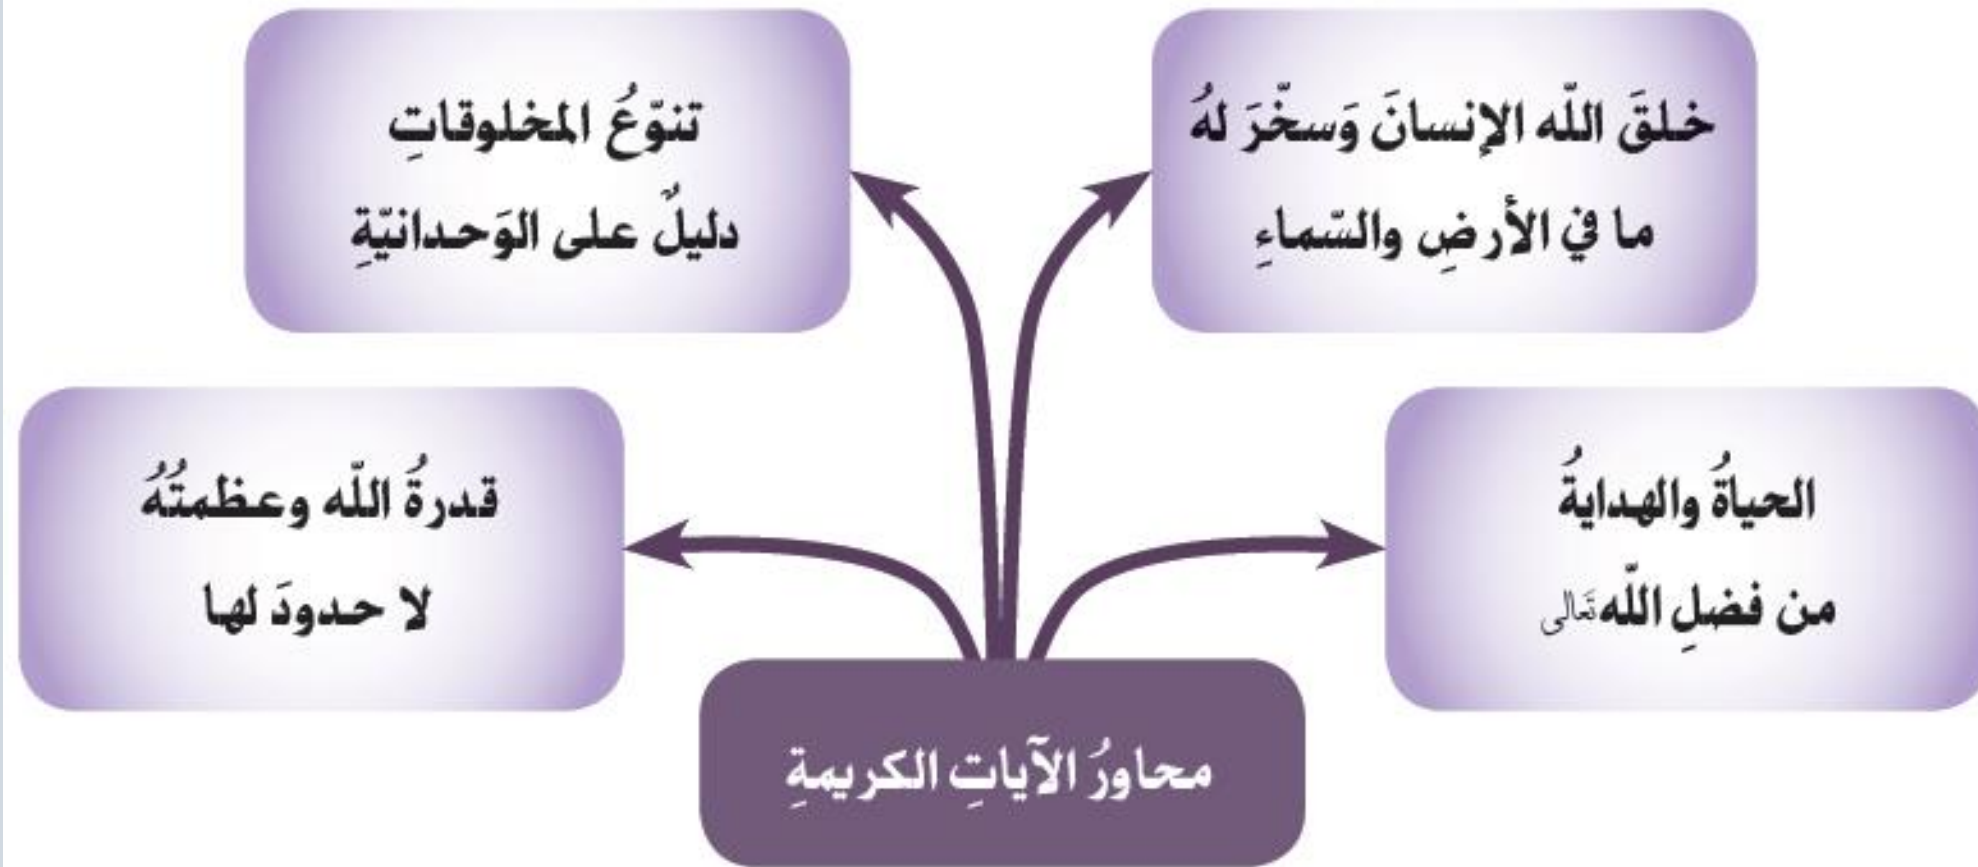 خلقَ اللّه الإنسانَ وَسخّرَ لهُ
ما في الأرضِ والسّماءِ
تنوّعُ المخلوقاتِ
دليلٌ على الوَحدانيّةِ
الحياةُ والهدايةُ
من فضلِ اللّه تَعالى
قدرةُ اللّه وعظمتُهُ
لا حدودَ لها
محاورُ الآياتِ الكريمةِ